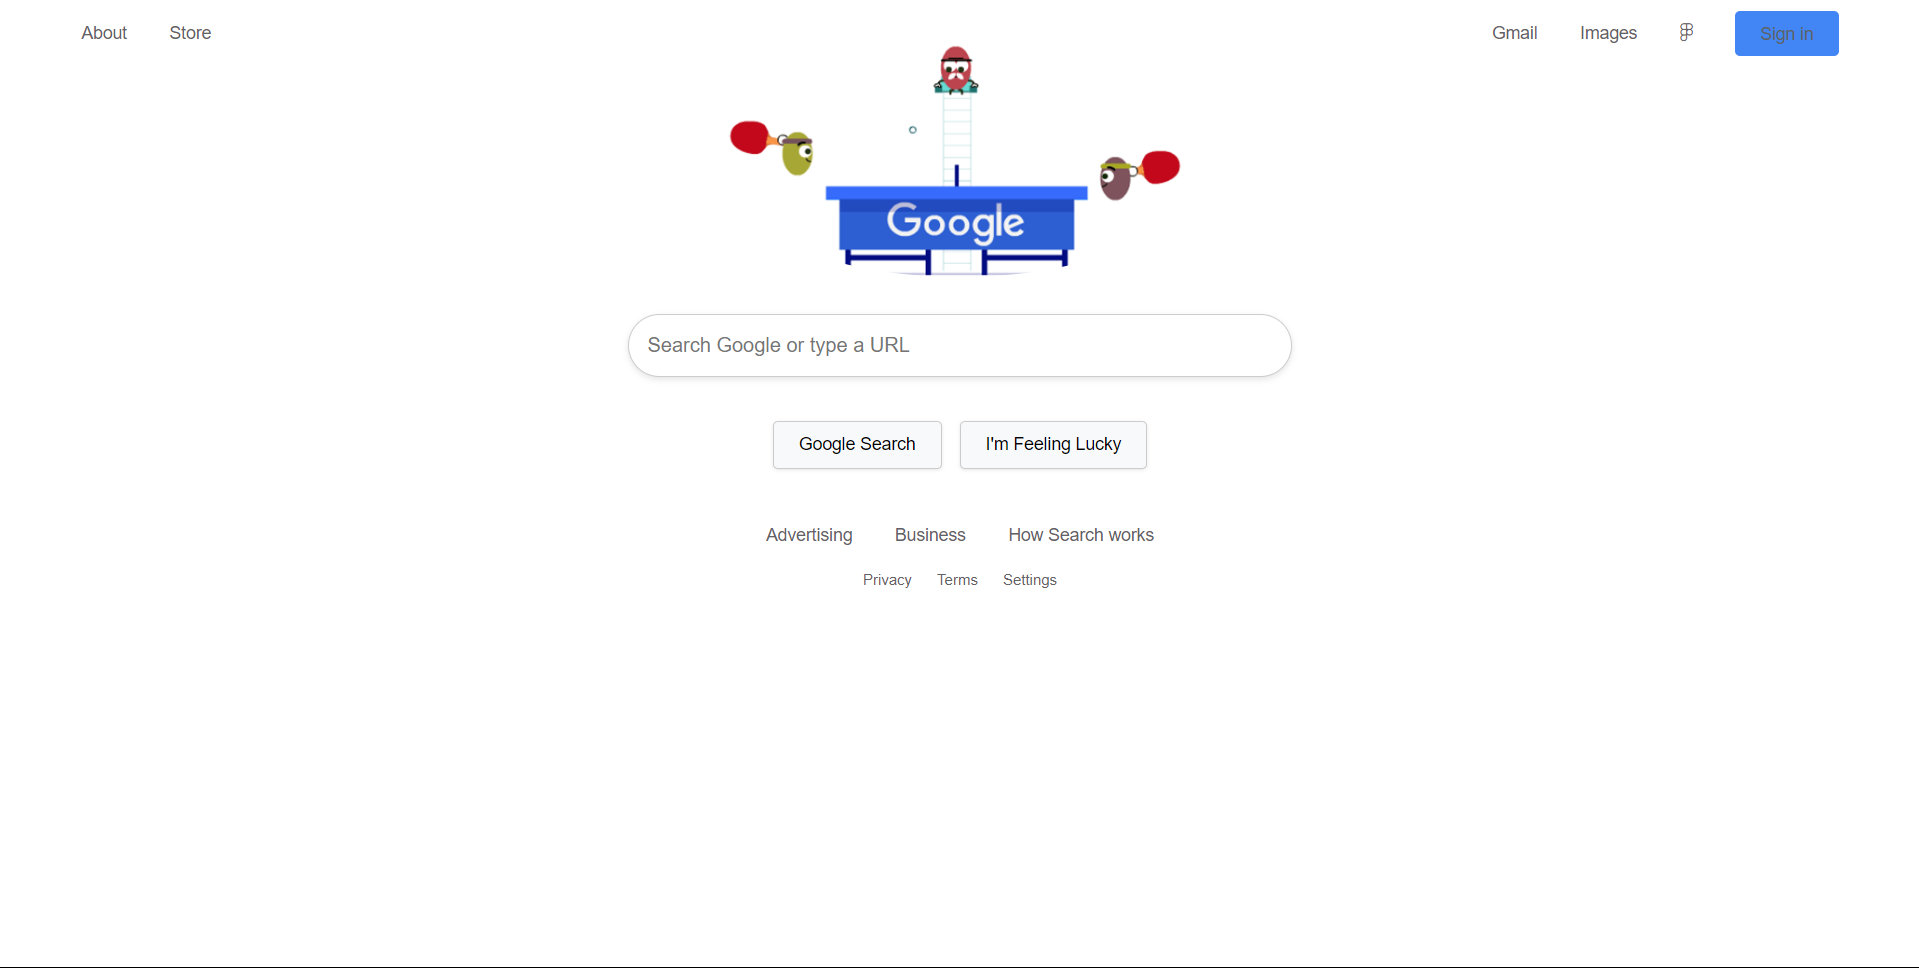 About Store Gmail Images Sign in
Google
Search Google or type a URL
Google Search I'm Feeling Lucky
Advertising Business How Search works
Privacy Terms Settings